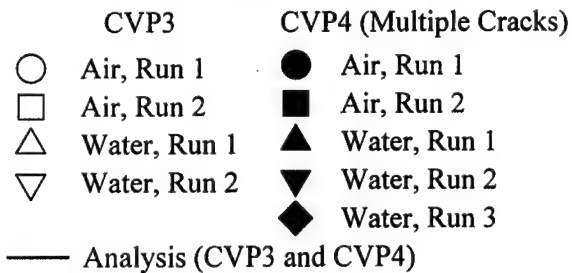 CVP3 CVP4 (Multiple Cracks)
Air, Run 1 Air, Run 1
Air, Run 2 Air, Run 2
Water, Run 1 Water, Run 1
Water, Run 2 Water, Run 2
Water, Run 3
Analysis (CVP3 and CVP4)